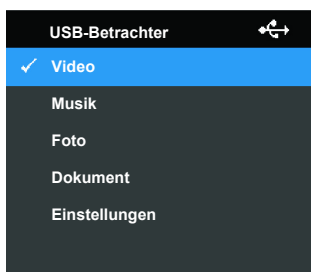 USB-Betrachter
Video
Musik
Foto
Dokument
Einstellungen